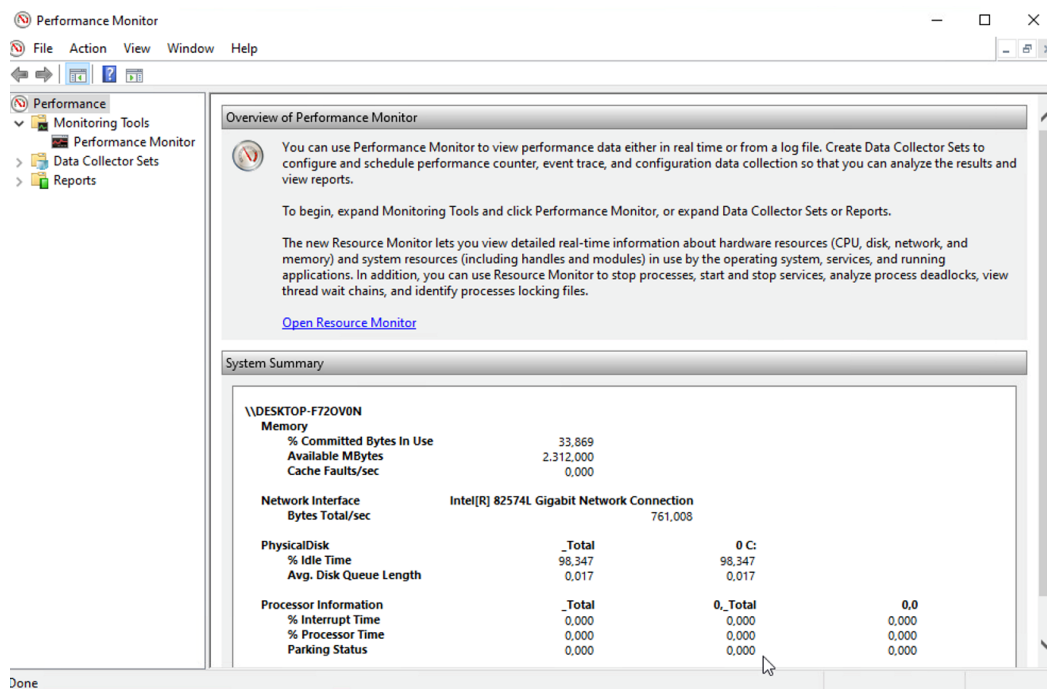 Performance Monitor
File Action View Window Help
Performance
Monitoring Tools
Performance Monitor
Data Collector Sets
Reports
Overview of Performance Monitor
You can use Performance Monitor to view performance data either in real time or from a log file. Create Data Collector Sets to
configure and schedule performance counter, event trace, and configuration data collection so that you can analyze the results and
view reports.
To begin, expand Monitoring Tools and click Performance Monitor, or expand Data Collector Sets or Reports.
The new Resource Monitor lets you view detailed real-time information about hardware resources (CPU, disk, network, and
memory) and system resources (including handles and modules) in use by the operating system, services, and running
applications. In addition, you can use Resource Monitor to stop processes, start and stop services, analyze process deadlocks, view
thread wait chains, and identify processes locking files.
Open Resource Monitor
System Summary
\\DESKTOP-F72OV0N
Memory
% Committed Bytes In Use 33,869
Available MBytes 2.312,000
Cache Faults/sec 0,000
Network Interface Intel[R] 82574L Gigabit Network Connection
Bytes Total/sec 761,008
PhysicalDisk _Total 0 C:
% Idle Time 98,347 98,347
Avg. Disk Queue Length 0,017 0,017
Processor Information _Total 0,_Total 0,0
% Interrupt Time 0,000 0,000 0,000
% Processor Time 0,000 0,000 0,000
Parking Status 0,000 0,000 0,000
Done